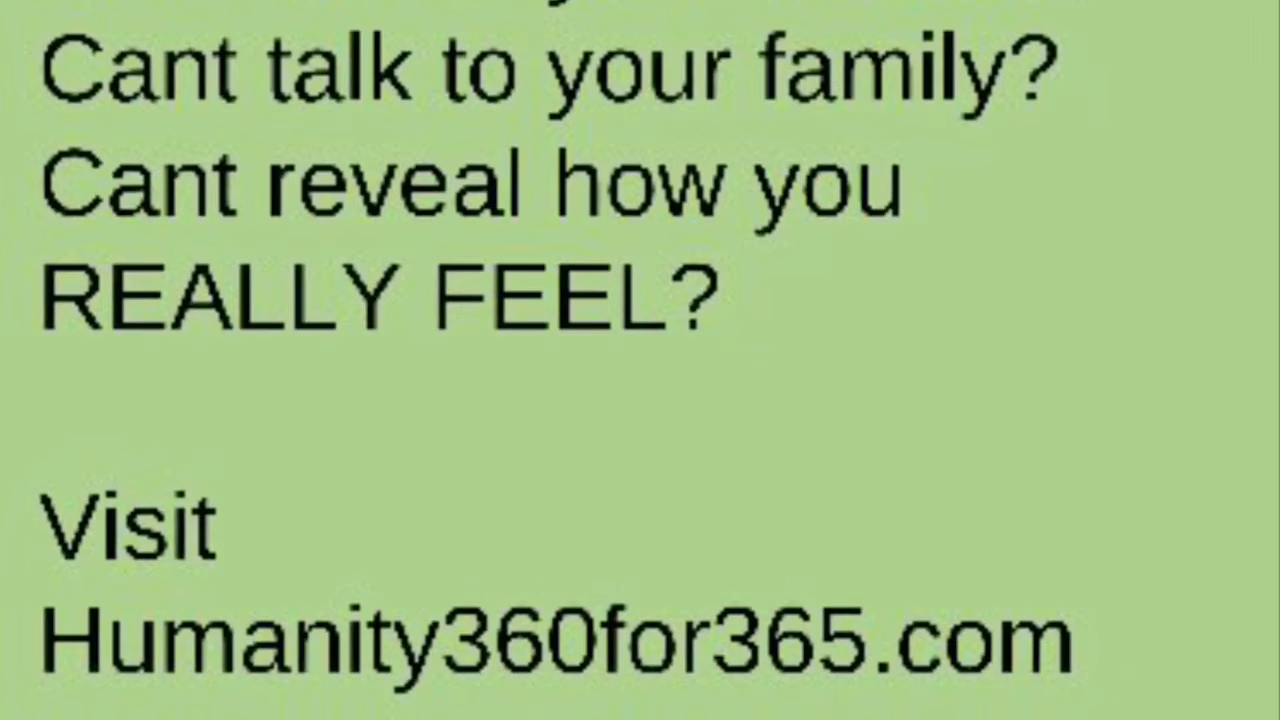 Cant talk to your family?
Cant reveal how you
REALLY FEEL?
Visit
Humanity360for365.com